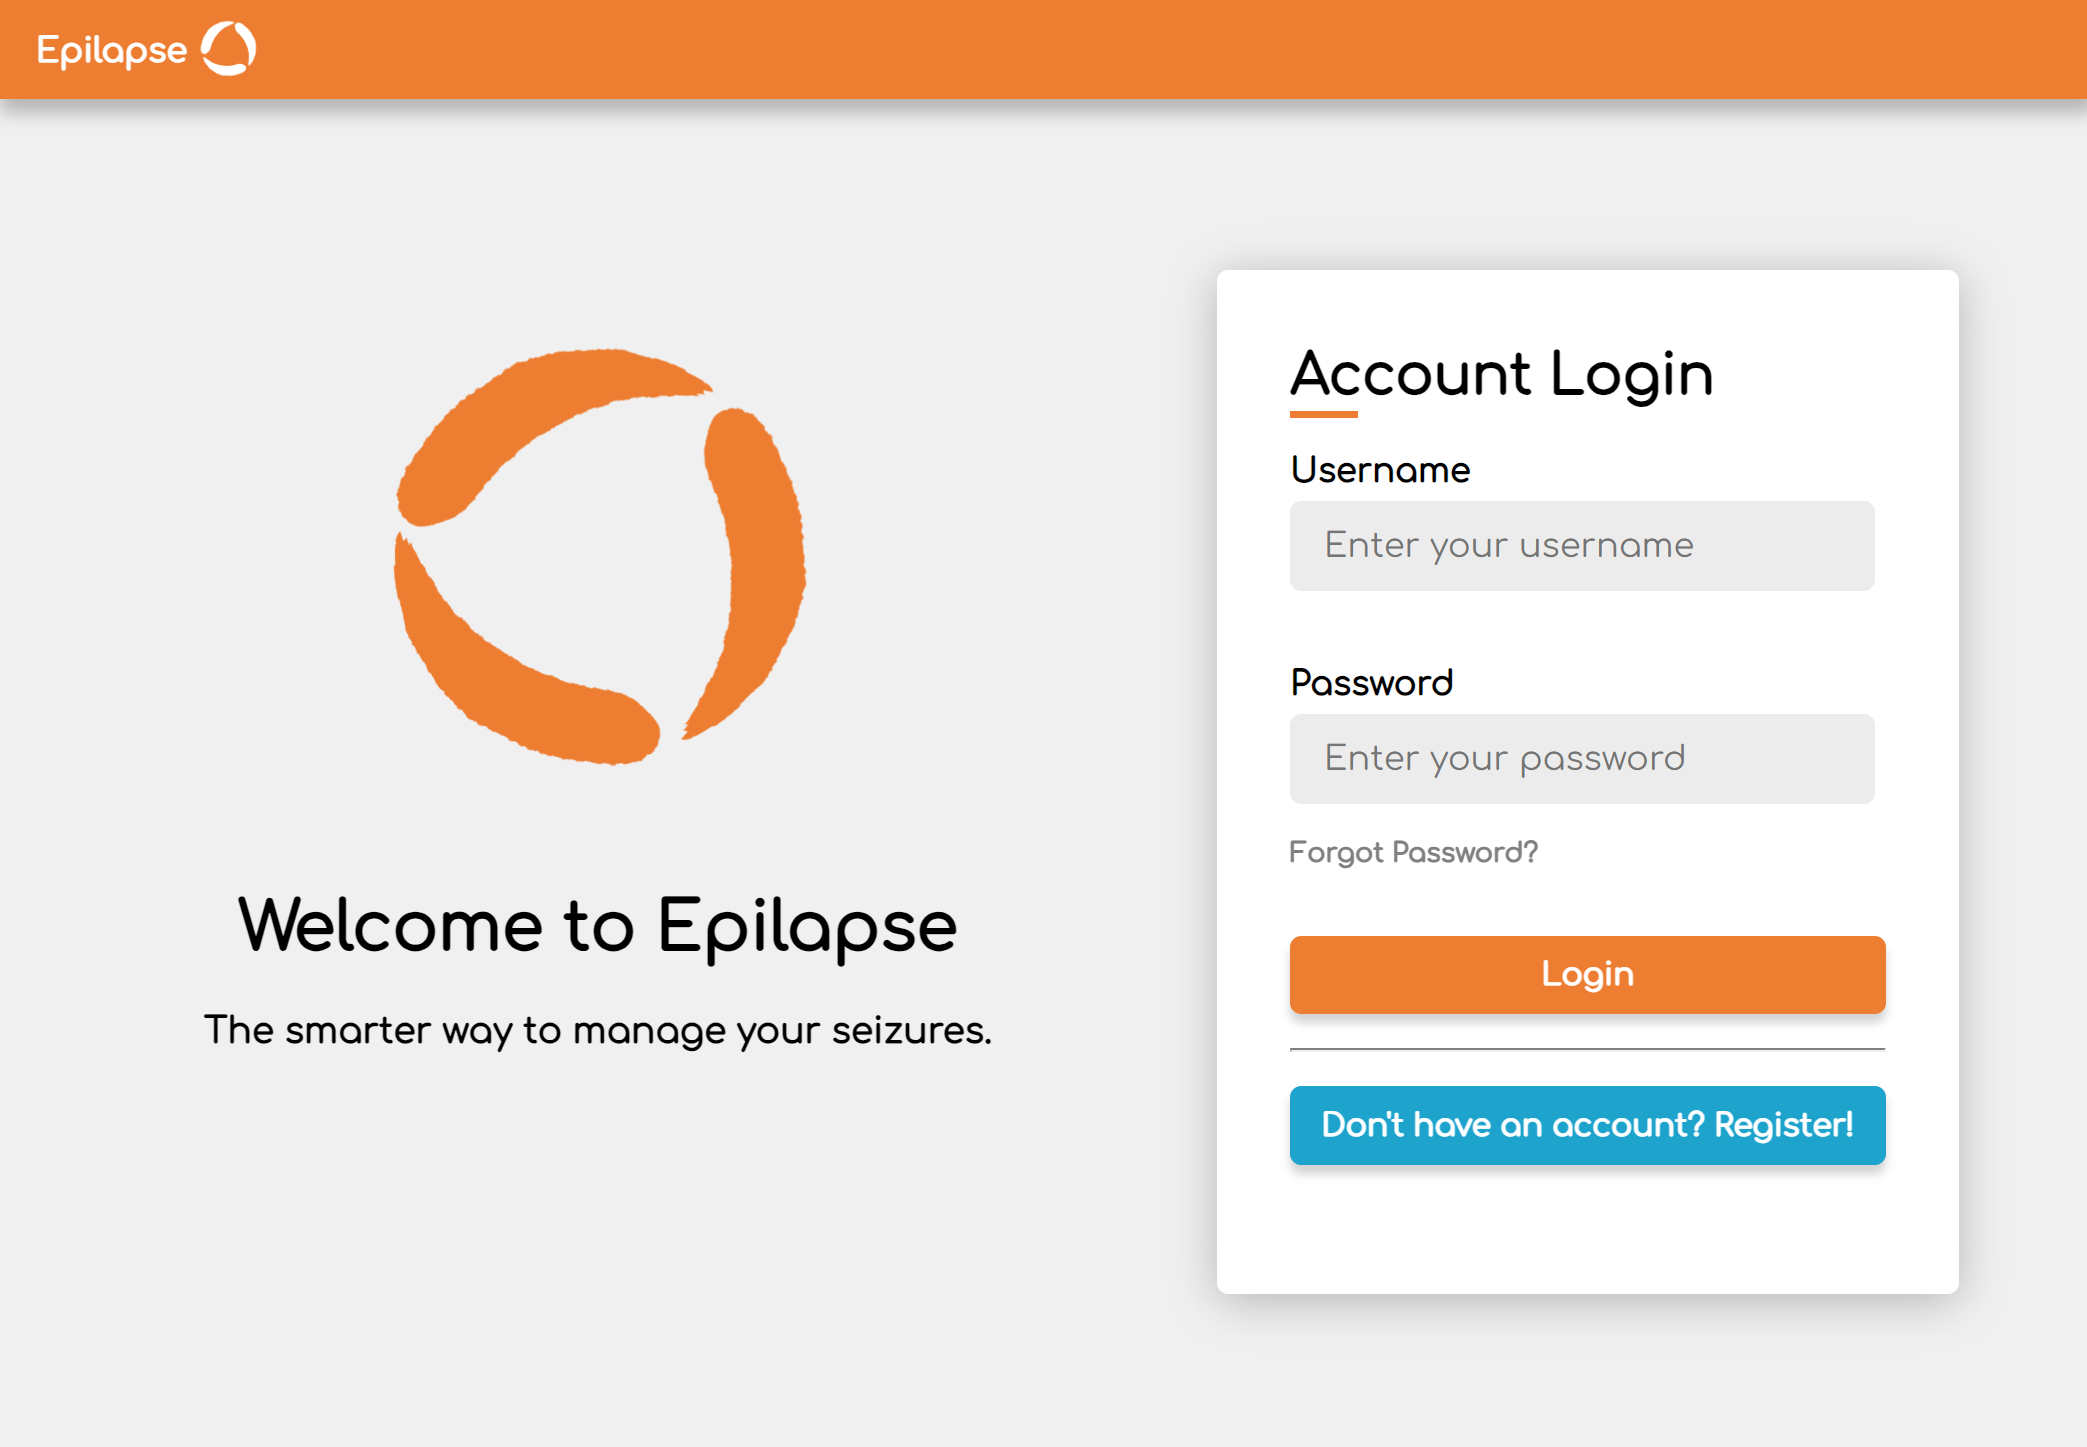 Epilapse
Welcome to Epilapse
The smarter way to manage your seizures.
Account Login
Username
Enter your username
Password
Enter your password
Forgot Password?
Login
Don't have an account? Register!